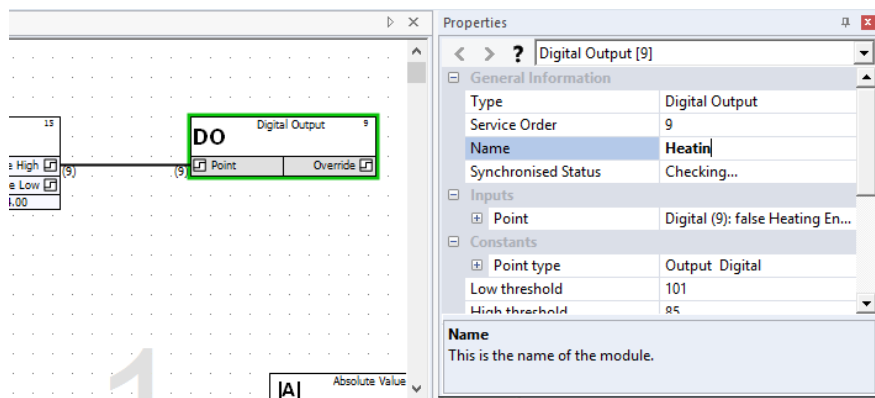 Properties
? Digital Output [9]
General Information
Type Digital Output
Service Order 9
Name Heatin
Synchronised Status Checking...
Inputs
Point Digital (9): false Heating En...
Constants
Point type Output Digital
Low threshold 101
High threshold 85
Name
This is the name of the module.
15
e High (9)
e Low
4.00
DO Digital Output 9
(9) Point Override
1
|A| Absolute Value